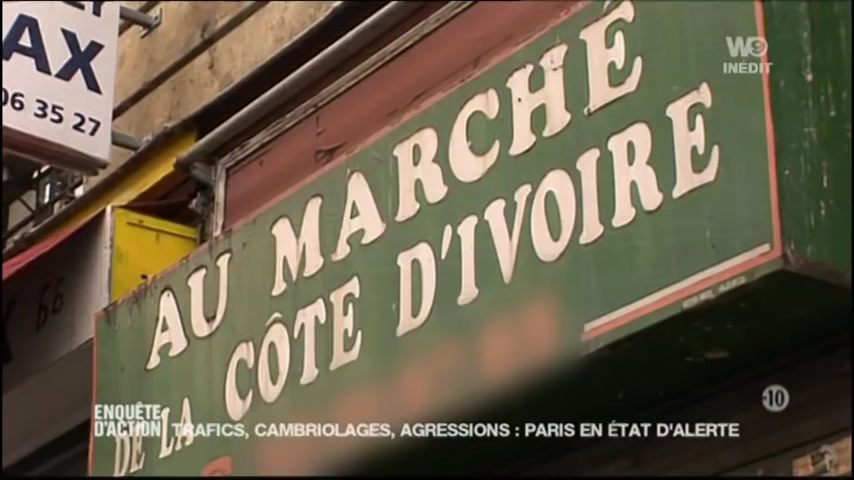 AX
06 35 27
W9
INÉDIT
AU MARCHÉ
DE LA CÔTE D'IVOIRE
66
-10
ENQUÊTE
D'ACTION
TRAFICS, CAMBRIOLAGES, AGRESSIONS : PARIS EN ÉTAT D'ALERTE